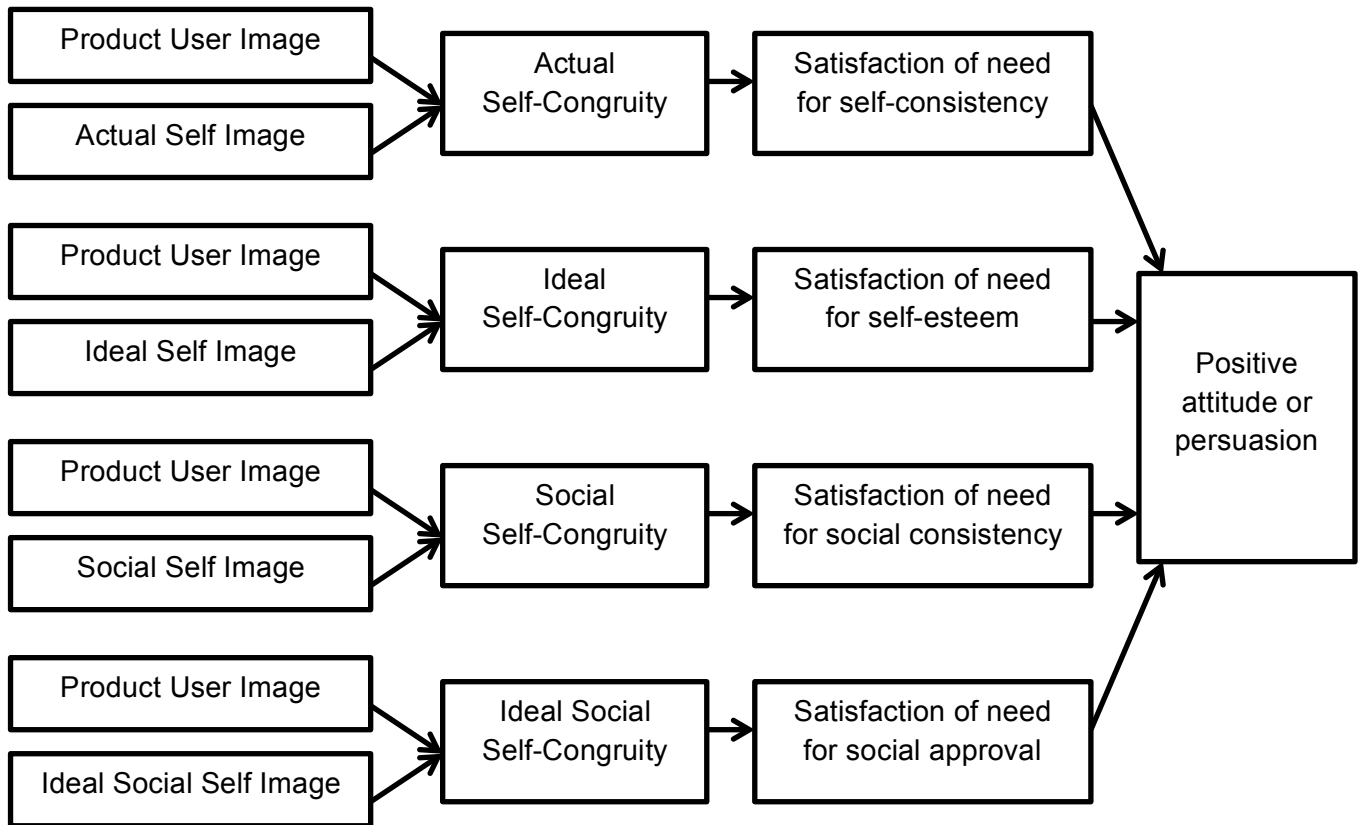 Product User Image
Actual Self Image
Actual
Self-Congruity
Satisfaction of need
for self-consistency
Product User Image
Ideal Self Image
Ideal
Self-Congruity
Satisfaction of need
for self-esteem
Product User Image
Social Self Image
Social
Self-Congruity
Satisfaction of need
for social consistency
Product User Image
Ideal Social Self Image
Ideal Social
Self-Congruity
Satisfaction of need
for social approval
Positive
attitude or
persuasion